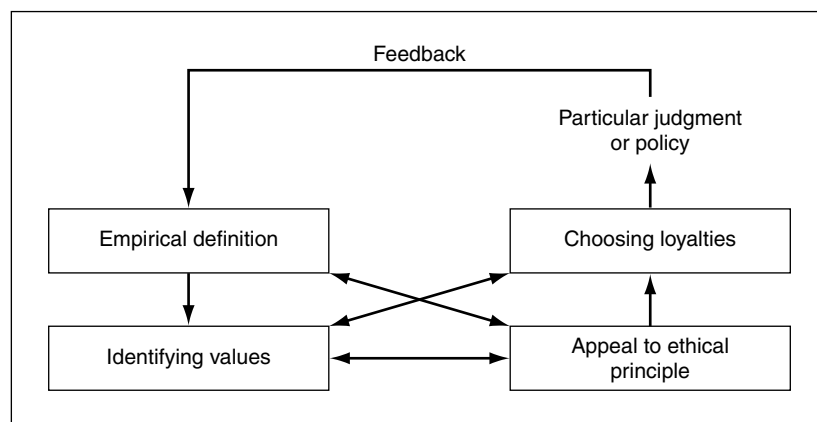 Feedback
Particular judgment
or policy
Empirical definition
Choosing loyalties
Identifying values
Appeal to ethical
principle